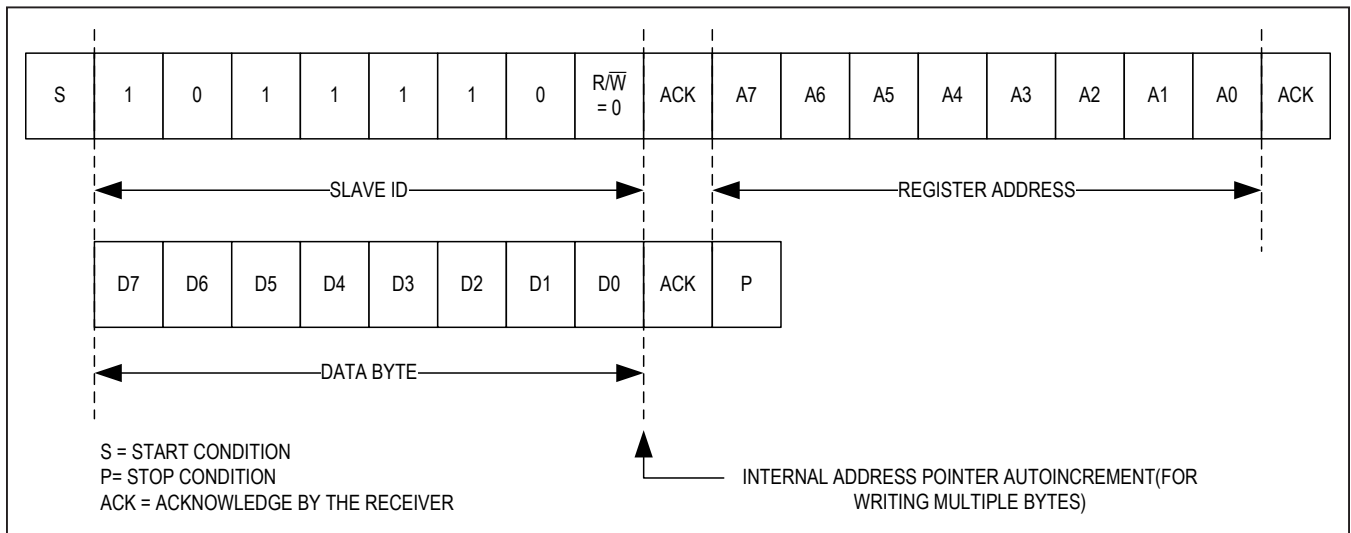 S 1 0 1 1 1 1 0 R/W̅ = 0 ACK A7 A6 A5 A4 A3 A2 A1 A0 ACK
SLAVE ID REGISTER ADDRESS
D7 D6 D5 D4 D3 D2 D1 D0 ACK P
DATA BYTE
S = START CONDITION
P= STOP CONDITION
ACK = ACKNOWLEDGE BY THE RECEIVER
INTERNAL ADDRESS POINTER AUTOINCREMENT(FOR
WRITING MULTIPLE BYTES)